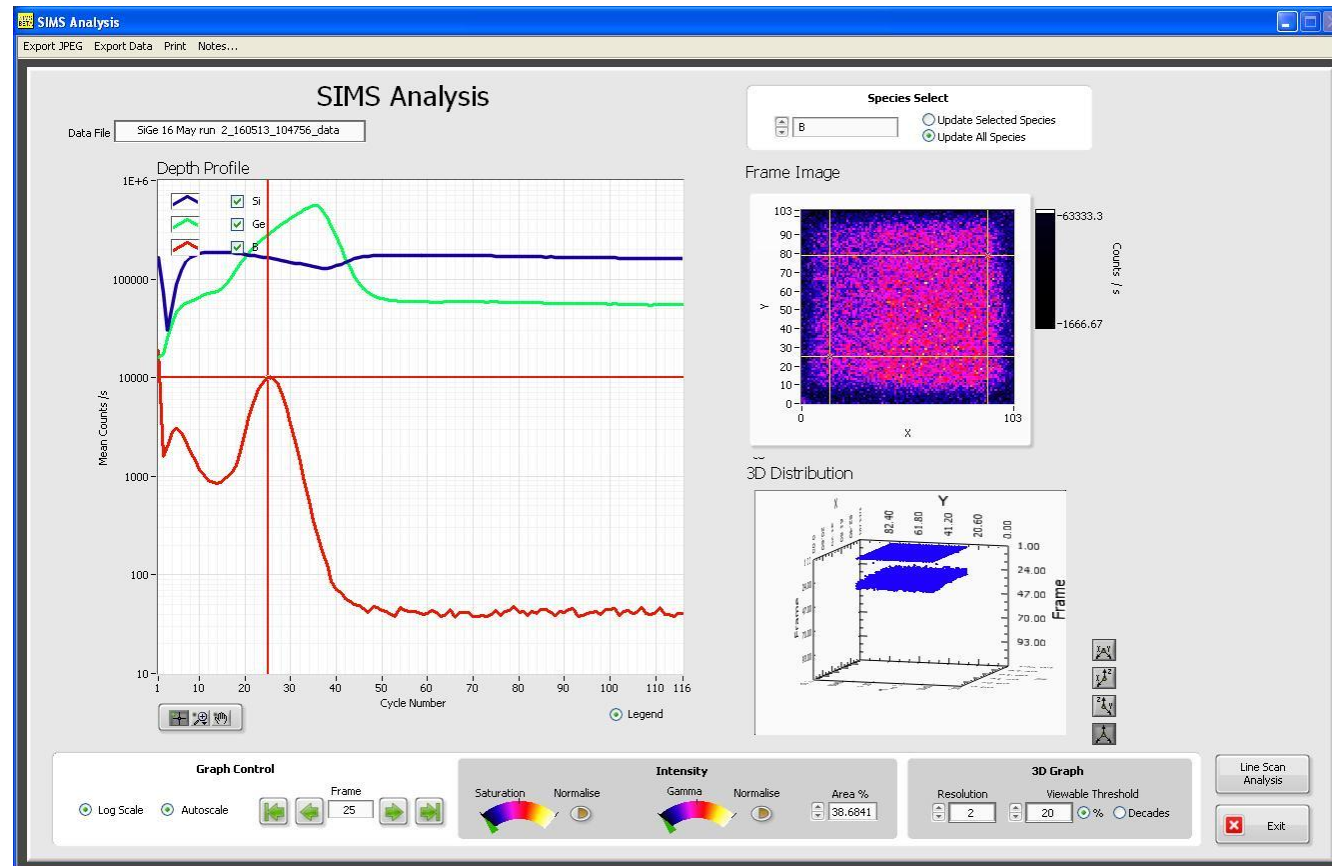 SIMS Analysis
Export JPEG Export Data Print Notes...
SIMS Analysis
Data File SiGe 16 May run 2_160513_104756_data
Species Select
B
Update Selected Species
Update All Species
Depth Profile
1E+6
100000
10000
1000
100
10
Mean Counts /s
Si
Ge
B
1 10 20 30 40 50 60 70 80 90 100 110 116
Cycle Number
Legend
Frame Image
103
90
80
70
60
50
40
30
20
10
0
Y
0 103
X
63333.3
1666.67
Counts / s
3D Distribution
Y
82.40 61.80 41.20 20.60 0.00
1.00
24.00
47.00
70.00
93.00
Frame
Frame
Graph Control
Log Scale Autoscale
Frame
25
Intensity
Saturation Normalise Gamma Normalise Area %
38.6841
3D Graph
Resolution Viewable Threshold
2 20 % Decades
Line Scan
Analysis
Exit